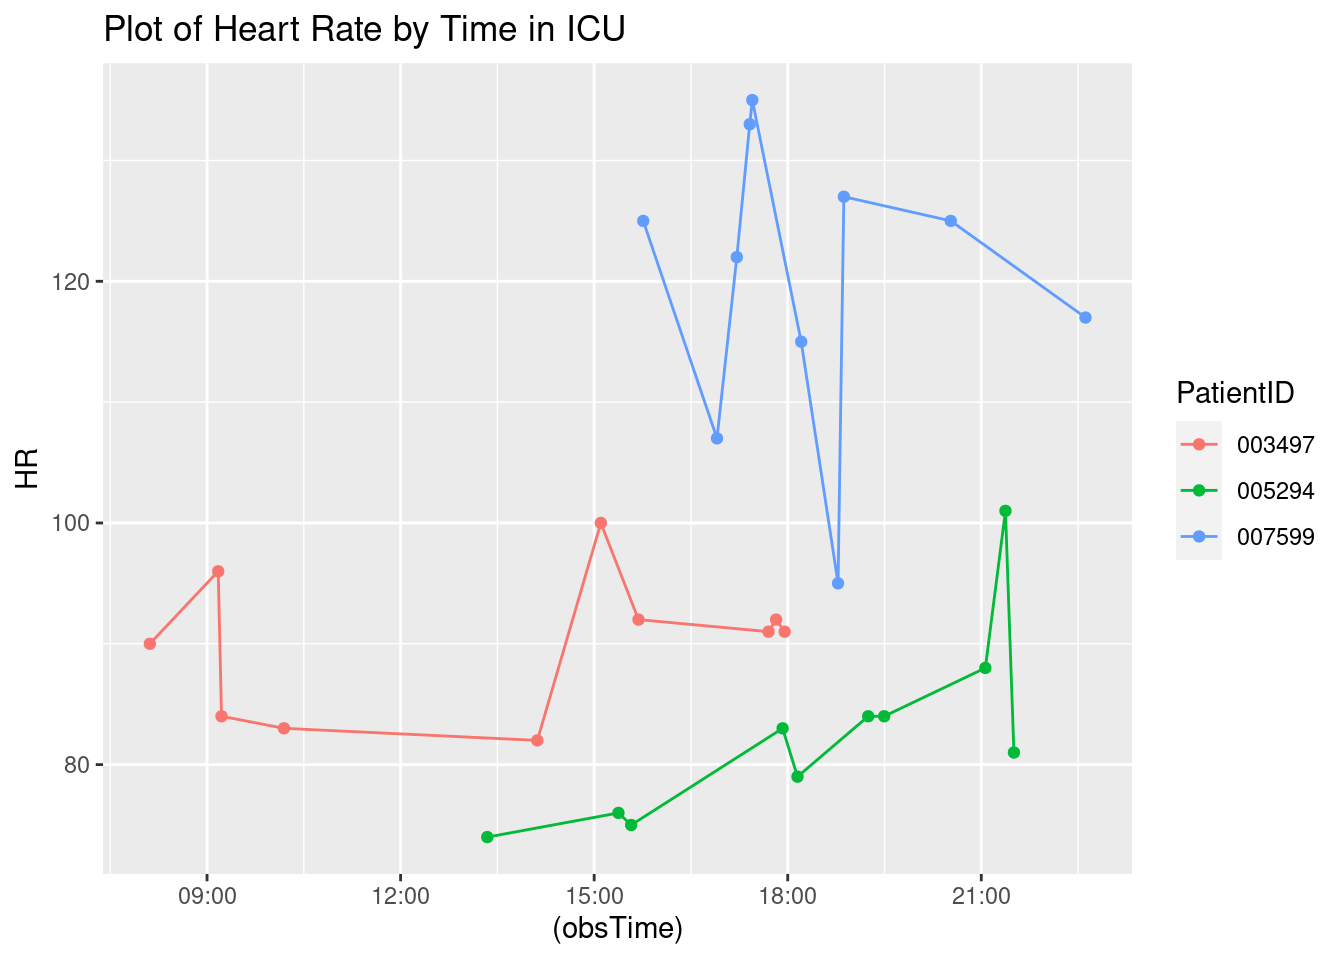 Plot of Heart Rate by Time in ICU
HR
120
100
80
09:00 12:00 15:00 18:00 21:00
(obsTime)
PatientID
003497
005294
007599